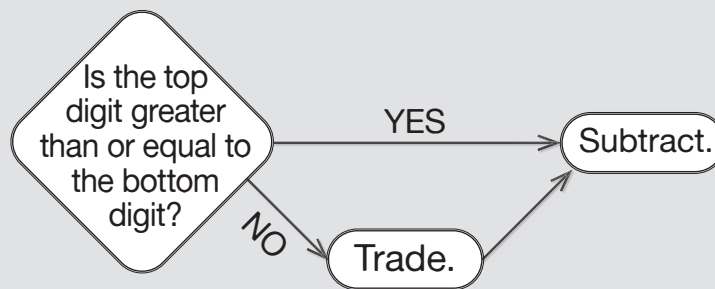 Is the top
digit greater
than or equal to
the bottom
digit?
YES
NO
Subtract.
Trade.